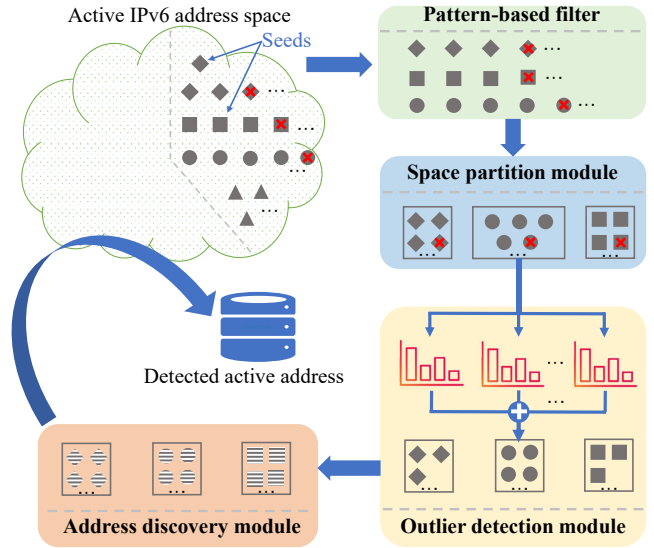 Active IPv6 address space
Seeds
Pattern-based filter
...
...
...
Space partition module
...
...
...
...
...
...
...
...
...
...
Detected active address
...
...
...
...
...
...
Address discovery module
Outlier detection module